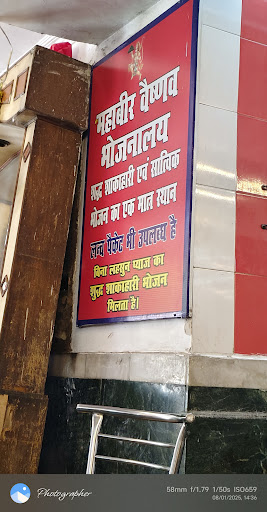 महाबीर वैष्णव
भोजनालय
शुद्ध शाकाहारी एवं सात्विक
भोजन का एक मात्र स्थान
लन्च पैकेट भी उपलब्ध है
बिना लहसुन प्याज का
शुद्ध शाकाहारी भोजन
मिलता है।
Photographer
58mm f/1.79 1/50s ISO659
08/01/2025, 14:36